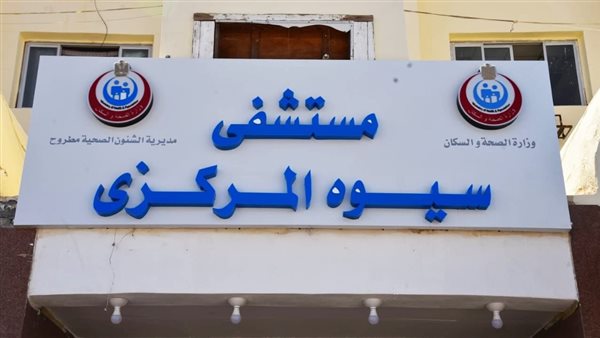 مستشفى
سيوه المركزى
وزارة الصحة و السكان
مديرية الشئون الصحية مطروح